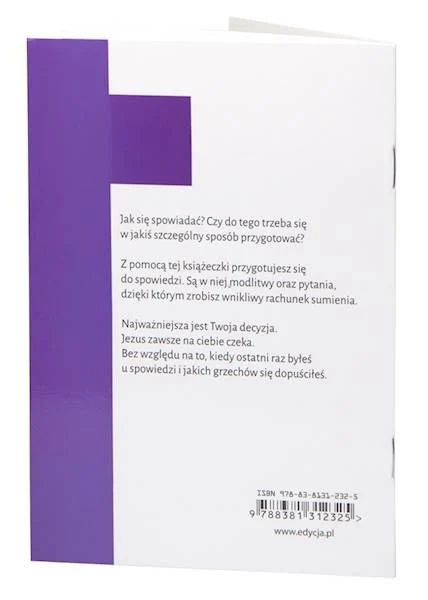 Jak się spowiadać? Czy do tego trzeba się
w jakiś szczególny sposób przygotować?
Z pomocą tej książeczki przygotujesz się
do spowiedzi. Są w niej modlitwy oraz pytania,
dzięki którym zrobisz wnikliwy rachunek sumienia.
Najważniejsza jest Twoja decyzja.
Jezus zawsze na ciebie czeka.
Bez względu na to, kiedy ostatni raz byłeś
u spowiedzi i jakich grzechów się dopuściłeś.
ISBN 978-83-8131-232-5
9 788381 312325 >
www.edycja.pl